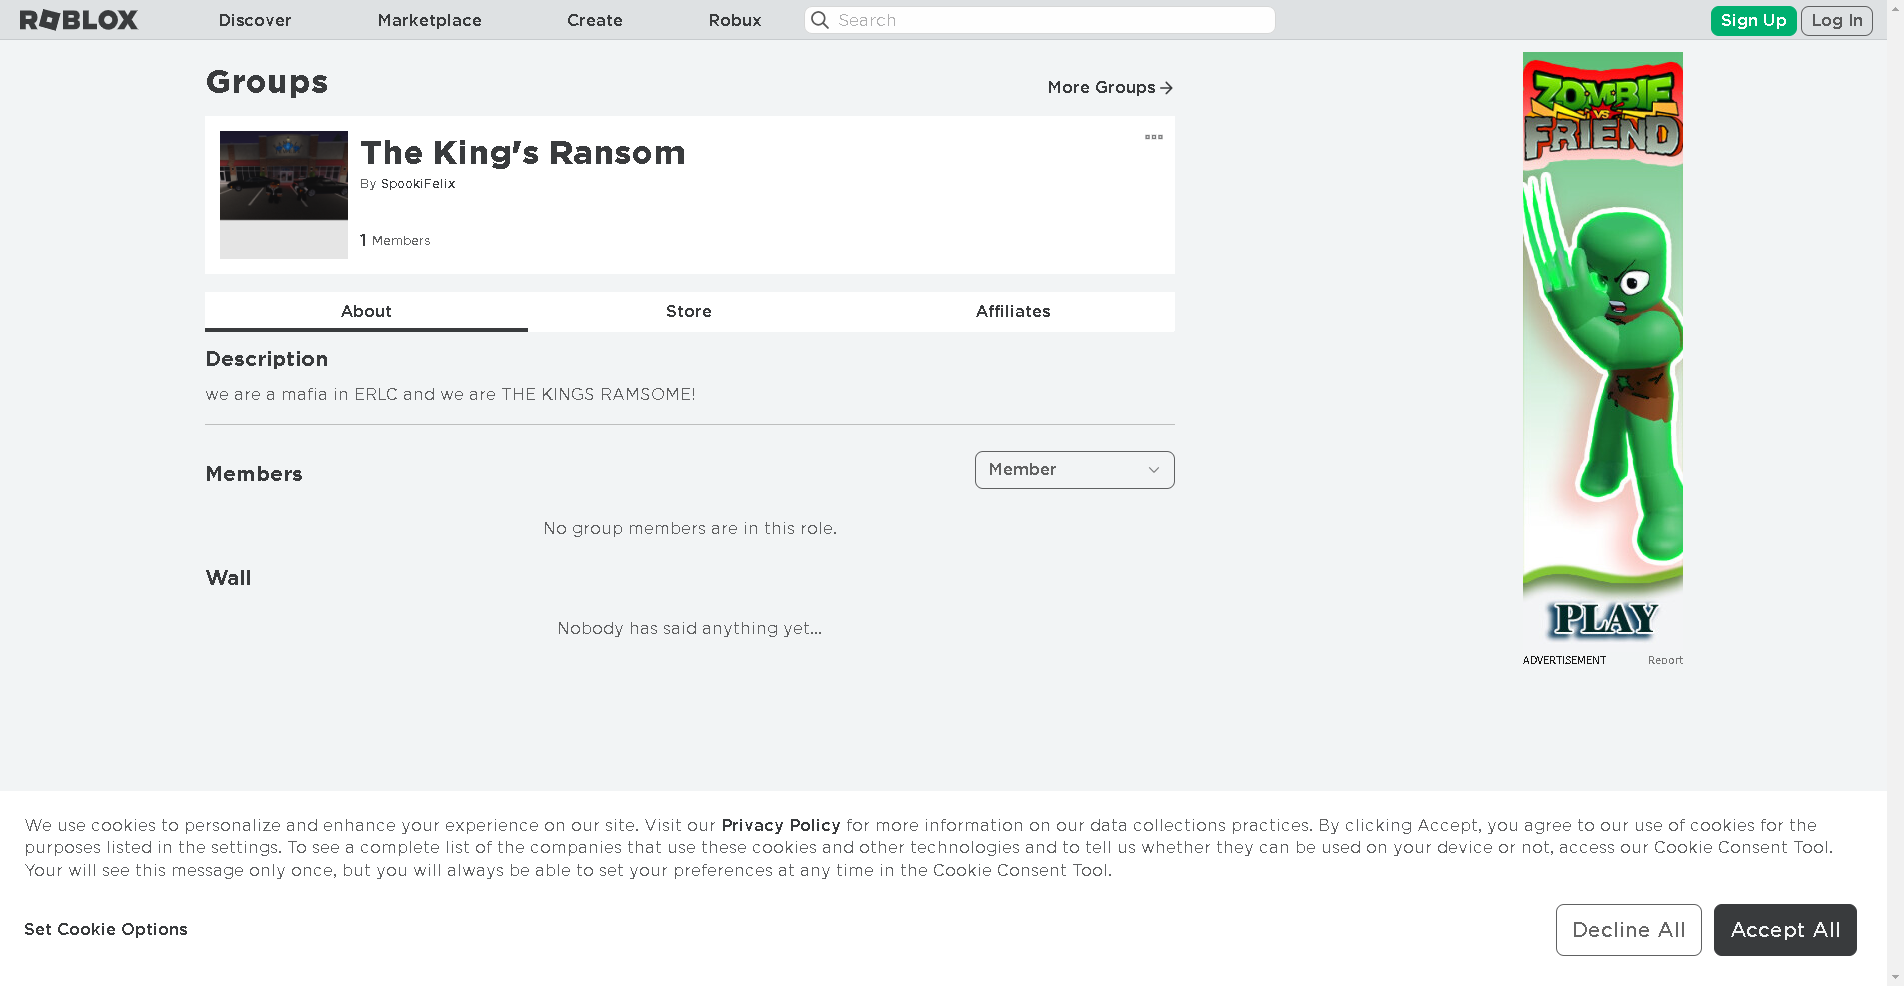 ROBLOX Discover Marketplace Create Robux Search Sign Up Log In
Groups
More Groups
The King's Ransom
By SpookiFelix
1 Members
About Store Affiliates
Description
we are a mafia in ERLC and we are THE KINGS RAMSOME!
Members
Member
No group members are in this role.
Wall
Nobody has said anything yet...
ZOMBIE
VS
FRIEND
PLAY
ADVERTISEMENT Report
We use cookies to personalize and enhance your experience on our site. Visit our Privacy Policy for more information on our data collections practices. By clicking Accept, you agree to our use of cookies for the
purposes listed in the settings. To see a complete list of the companies that use these cookies and other technologies and to tell us whether they can be used on your device or not, access our Cookie Consent Tool.
Your will see this message only once, but you will always be able to set your preferences at any time in the Cookie Consent Tool.
Set Cookie Options
Decline All
Accept All